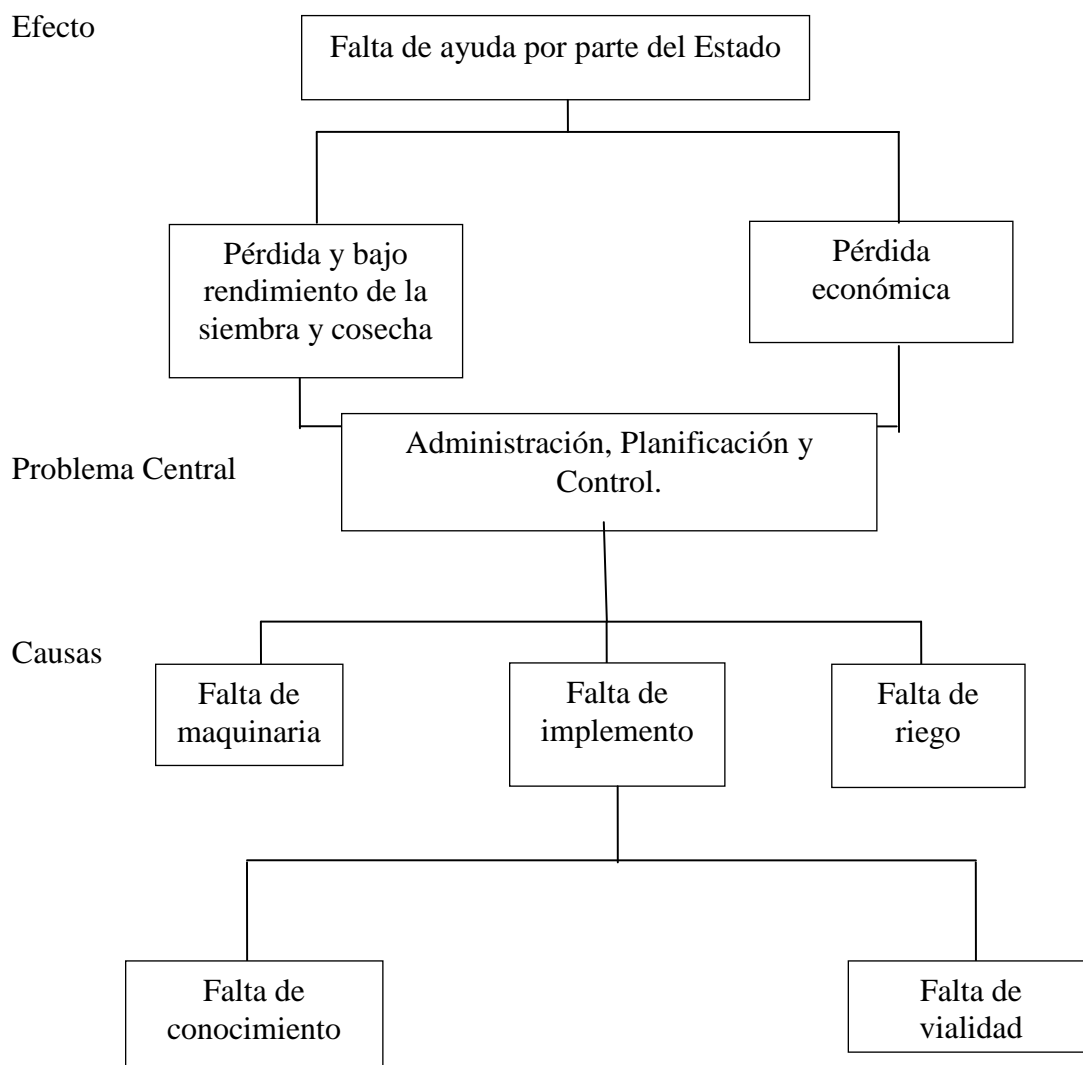 Efecto
Falta de ayuda por parte del Estado
Pérdida y bajo
rendimiento de la
siembra y cosecha
Pérdida
económica
Problema Central
Administración, Planificación y
Control.
Causas
Falta de
maquinaria
Falta de
implemento
Falta de
riego
Falta de
conocimiento
Falta de
vialidad